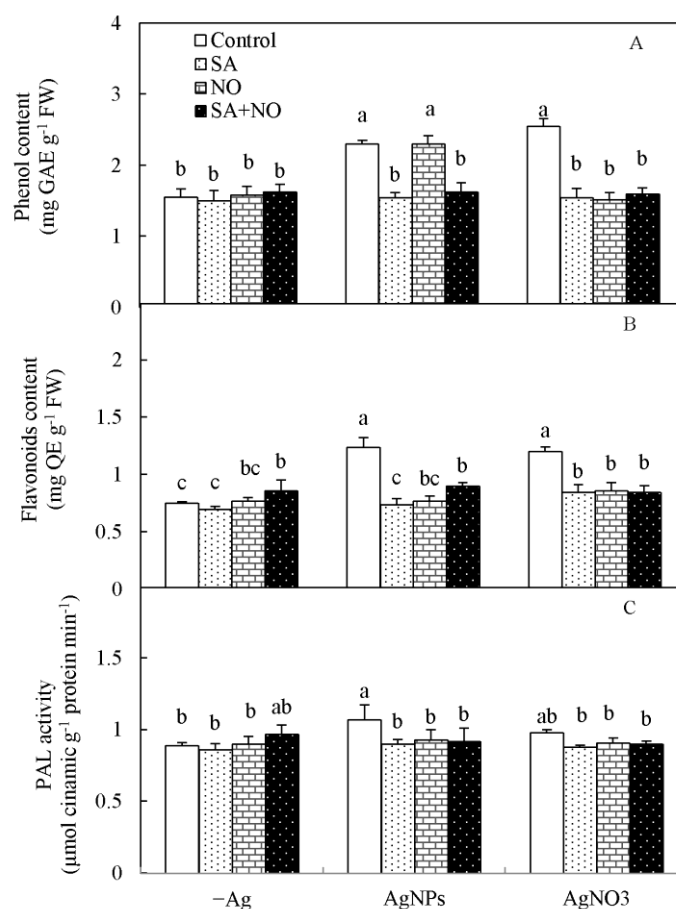 4
3
2
1
0
Phenol content
(mg GAE g⁻¹ FW)
Control
SA
NO
SA+NO
A
b b b b
a b a b
a b b b
2
1.5
1
0.5
0
Flavonoids content
(mg QE g⁻¹ FW)
B
c c bc b
a c bc b
a b b b
1.5
1
0.5
0
PAL activity
(μmol cinamic g⁻¹ protein min⁻¹)
C
b b b ab
a b b b
ab b b b
−Ag AgNPs AgNO3